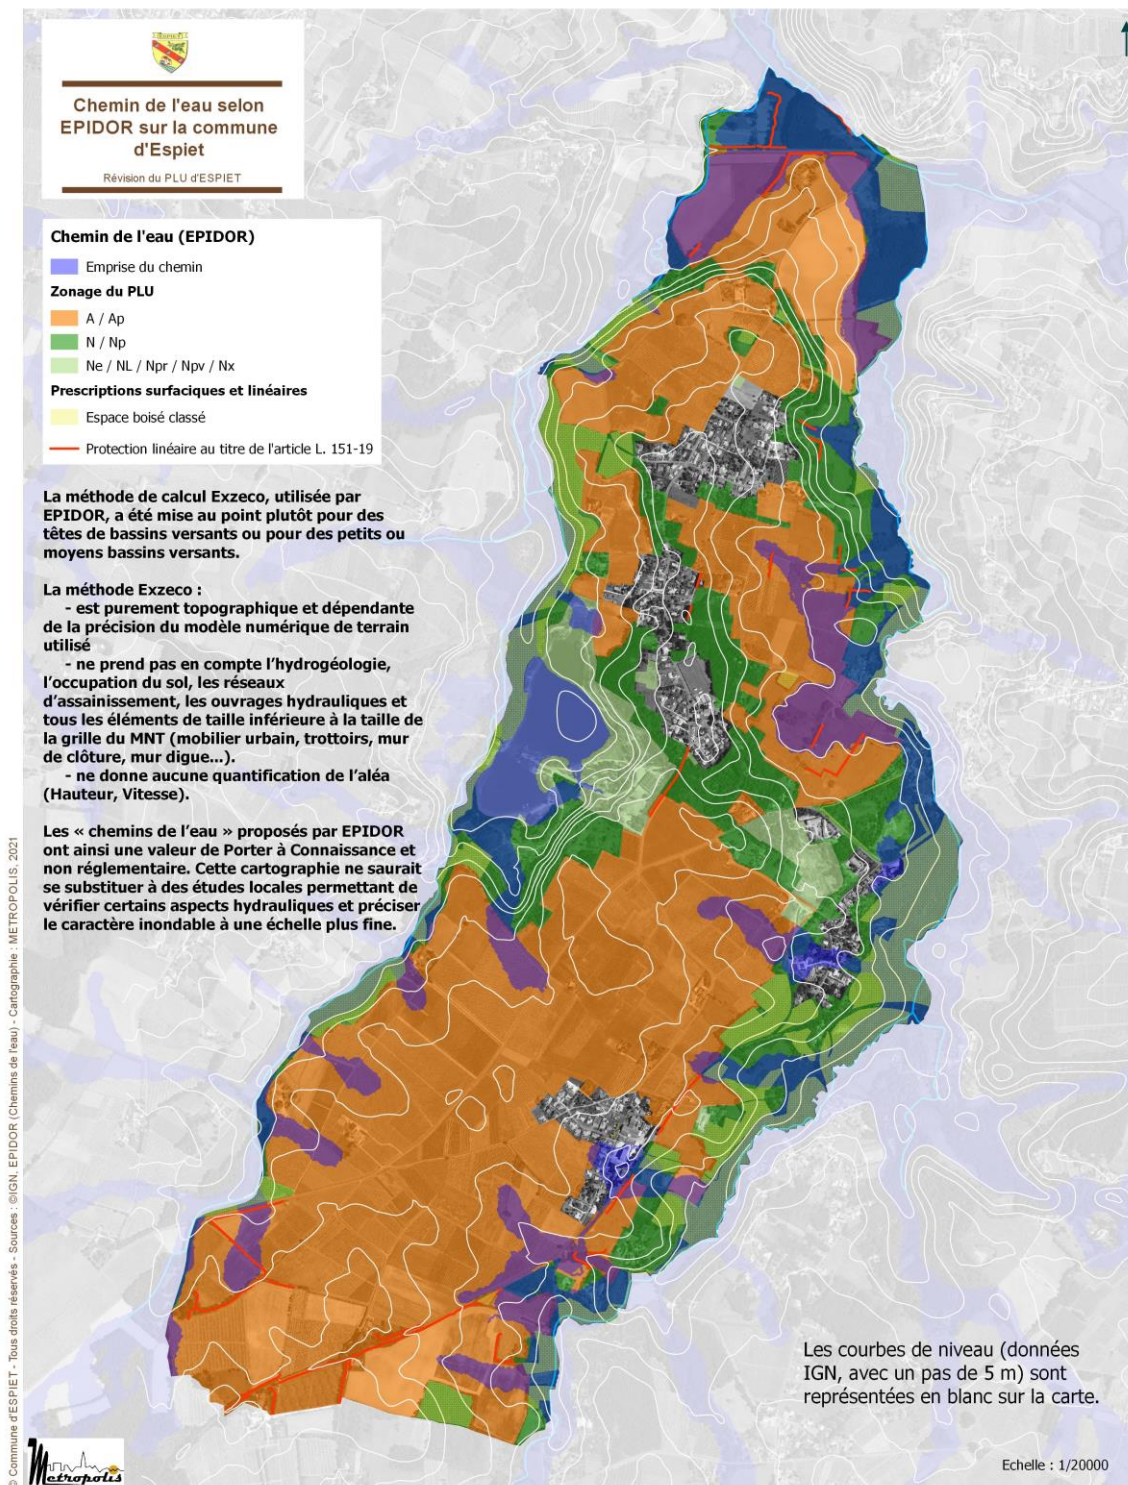 Chemin de l'eau selon
EPIDOR sur la commune
d'Espiet
Révision du PLU d'ESPIET
Chemin de l'eau (EPIDOR)
Emprise du chemin
Zonage du PLU
A / Ap
N / Np
Ne / NL / Npr / Npv / Nx
Prescriptions surfaciques et linéaires
Espace boisé classé
Protection linéaire au titre de l'article L. 151-19
La méthode de calcul Exzeco, utilisée par
EPIDOR, a été mise au point plutôt pour des
têtes de bassins versants ou pour des petits ou
moyens bassins versants.
La méthode Exzeco :
- est purement topographique et dépendante
de la précision du modèle numérique de terrain
utilisé
- ne prend pas en compte l'hydrogéologie,
l'occupation du sol, les réseaux
d'assainissement, les ouvrages hydrauliques et
tous les éléments de taille inférieure à la taille de
la grille du MNT (mobilier urbain, trottoirs, mur
de clôture, mur digue...).
- ne donne aucune quantification de l'aléa
(Hauteur, Vitesse).
Les « chemins de l'eau » proposés par EPIDOR
ont ainsi une valeur de Porter à Connaissance et
non réglementaire. Cette cartographie ne saurait
se substituer à des études locales permettant de
vérifier certains aspects hydrauliques et préciser
le caractère inondable à une échelle plus fine.
© Commune d'ESPIET - Tous droits réservés - Sources : ©IGN, EPIDOR (Chemins de l'eau) - Cartographie : METROPOLIS, 2021
Les courbes de niveau (données
IGN, avec un pas de 5 m) sont
représentées en blanc sur la carte.
Metropolis
Echelle : 1/20000